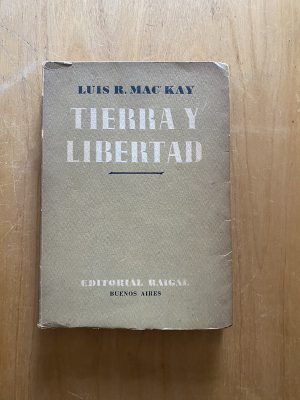 LUIS R. MAC KAY
TIERRA Y
LIBERTAD
EDITORIAL RAIGAL
BUENOS AIRES